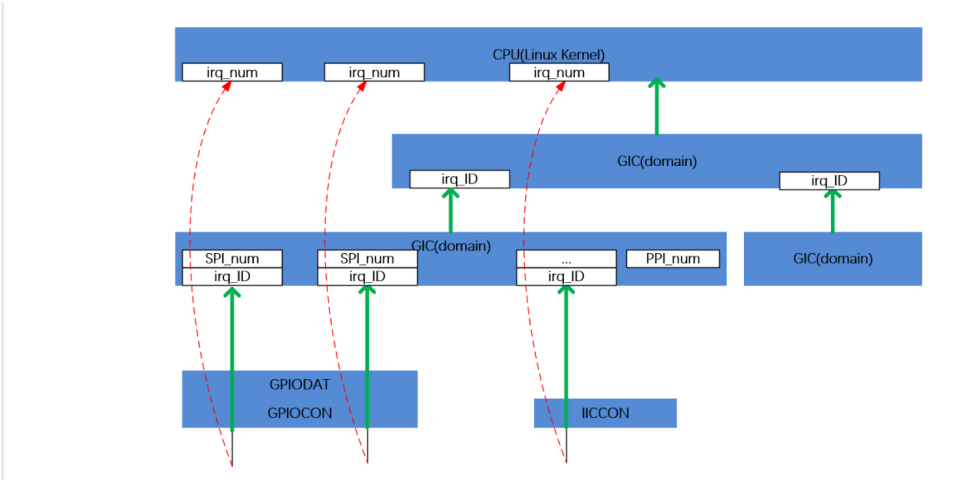 CPU(Linux Kernel)
irq_num
irq_num
irq_num
GIC(domain)
irq_ID
irq_ID
GIC(domain)
SPI_num
SPI_num
...
PPI_num
GIC(domain)
irq_ID
irq_ID
irq_ID
GPIODAT
GPIOCON
IICCON